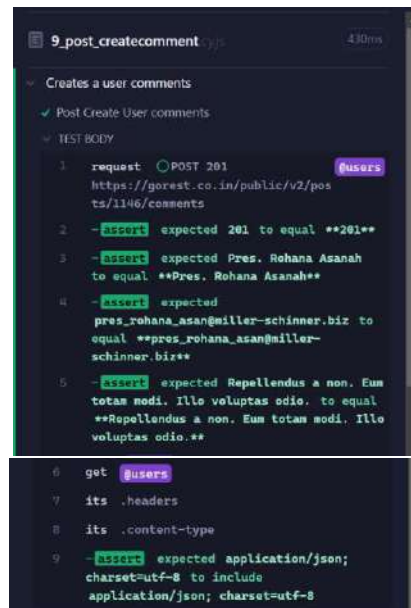 9_post_createcomment.cy.js 430ms
Creates a user comments
Post Create User comments
TEST BODY
1 request POST 201 @users
https://gorest.co.in/public/v2/pos
ts/1146/comments
2 -assert expected 201 to equal **201**
3 -assert expected Pres. Rohana Asanah
to equal **Pres. Rohana Asanah**
4 -assert expected
pres_rohana_asan@miller-schinner.biz to
equal **pres_rohana_asan@miller-
schinner.biz**
5 -assert expected Repellendus a non. Eum
totam modi. Illo voluptas odio. to equal
**Repellendus a non. Eum totam modi. Illo
voluptas odio.**
6 get @users
7 its .headers
8 its .content-type
9 -assert expected application/json;
charset=utf-8 to include
application/json; charset=utf-8